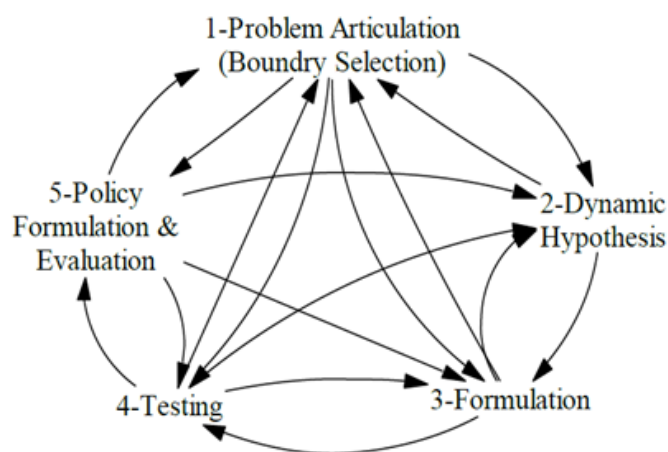 1-Problem Articulation
(Boundry Selection)
2-Dynamic
Hypothesis
3-Formulation
4-Testing
5-Policy
Formulation &
Evaluation